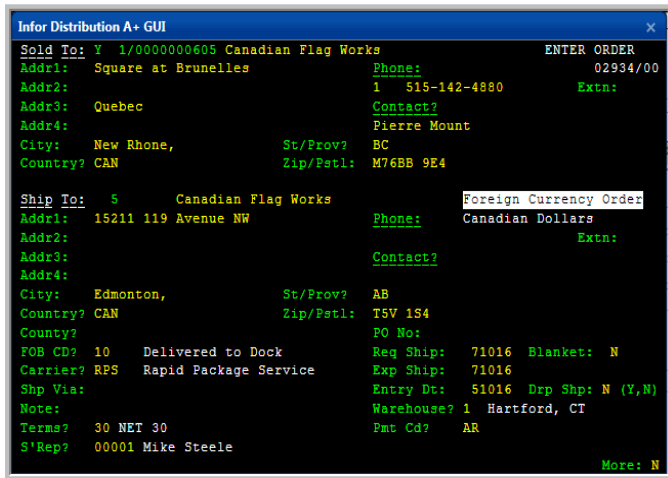 Infor Distribution A+ GUI ×
Sold To: Y 1/0000000605 Canadian Flag Works ENTER ORDER
Addr1: Square at Brunelles Phone: 02934/00
Addr2: 1 515-142-4880 Extn:
Addr3: Quebec Contact?
Addr4: Pierre Mount
City: New Rhone, St/Prov? BC
Country? CAN Zip/Pstl: M76BB 9E4
Ship To: 5 Canadian Flag Works Foreign Currency Order
Addr1: 15211 119 Avenue NW Phone: Canadian Dollars
Addr2: Extn:
Addr3: Contact?
Addr4:
City: Edmonton, St/Prov? AB
Country? CAN Zip/Pstl: T5V 1S4
County? PO No:
FOB CD? 10 Delivered to Dock Req Ship: 71016 Blanket: N
Carrier? RPS Rapid Package Service Exp Ship: 71016
Shp Via: Entry Dt: 51016 Drp Shp: N (Y,N)
Note: Warehouse? 1 Hartford, CT
Terms? 30 NET 30 Pmt Cd? AR
S'Rep? 00001 Mike Steele
More: N